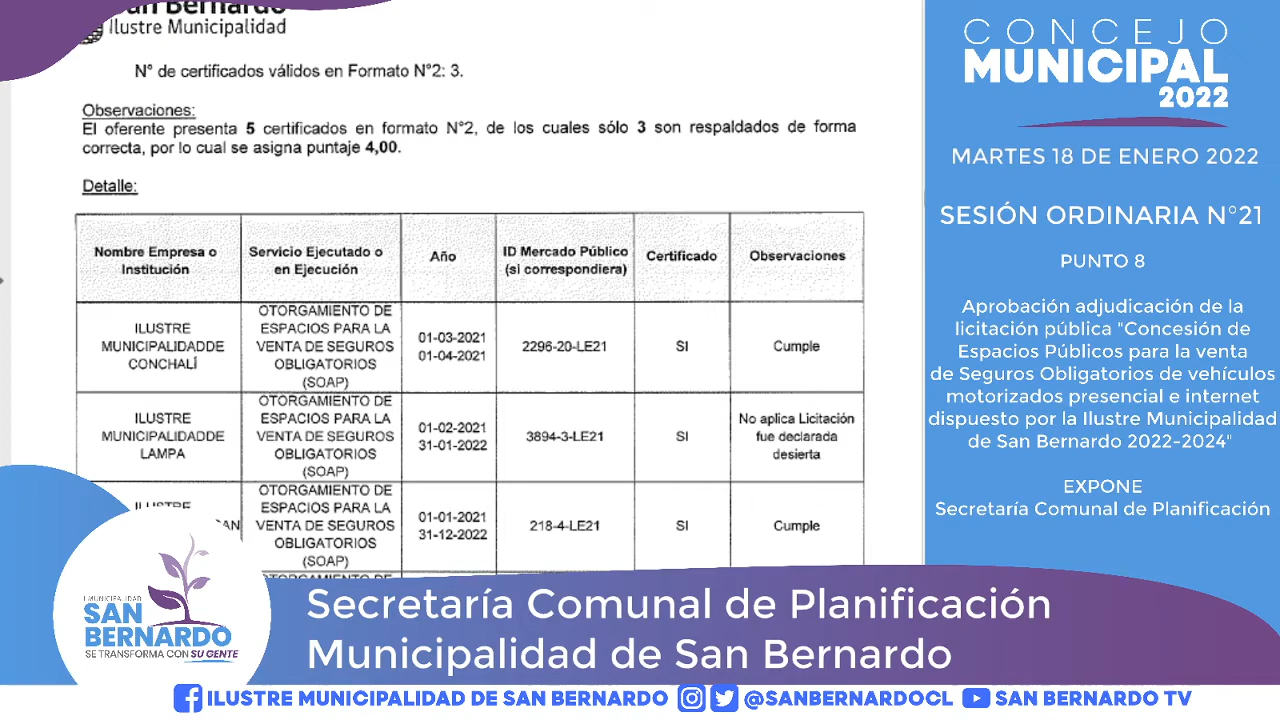 San Bernardo
Ilustre Municipalidad
N° de certificados válidos en Formato N°2: 3.
Observaciones:
El oferente presenta 5 certificados en formato N°2, de los cuales sólo 3 son respaldados de forma
correcta, por lo cual se asigna puntaje 4,00.
Detalle:
Nombre Empresa o
Institución
Servicio Ejecutado o
en Ejecución
Año
ID Mercado Público
(si correspondiera)
Certificado
Observaciones
ILUSTRE
MUNICIPALIDADDE
CONCHALÍ
OTORGAMIENTO DE
ESPACIOS PARA LA
VENTA DE SEGUROS
OBLIGATORIOS
(SOAP)
01-03-2021
01-04-2021
2296-20-LE21
SI
Cumple
ILUSTRE
MUNICIPALIDADDE
LAMPA
OTORGAMIENTO DE
ESPACIOS PARA LA
VENTA DE SEGUROS
OBLIGATORIOS
(SOAP)
01-02-2021
31-01-2022
3894-3-LE21
SI
No aplica Licitación
fue declarada
desierta
ILUSTRE
OTORGAMIENTO DE
ESPACIOS PARA LA
VENTA DE SEGUROS
OBLIGATORIOS
(SOAP)
01-01-2021
31-12-2022
218-4-LE21
SI
Cumple
OTORGAMIENTO DE
CONCEJO
MUNICIPAL
2022
MARTES 18 DE ENERO 2022
SESIÓN ORDINARIA N°21
PUNTO 8
Aprobación adjudicación de la
licitación pública "Concesión de
Espacios Públicos para la venta
de Seguros Obligatorios de vehículos
motorizados presencial e internet
dispuesto por la Ilustre Municipalidad
de San Bernardo 2022-2024"
EXPONE
Secretaría Comunal de Planificación
I MUNICIPALIDAD
SAN
BERNARDO
SE TRANSFORMA CON SU GENTE
Secretaría Comunal de Planificación
Municipalidad de San Bernardo
ILUSTRE MUNICIPALIDAD DE SAN BERNARDO @SANBERNARDOCL SAN BERNARDO TV